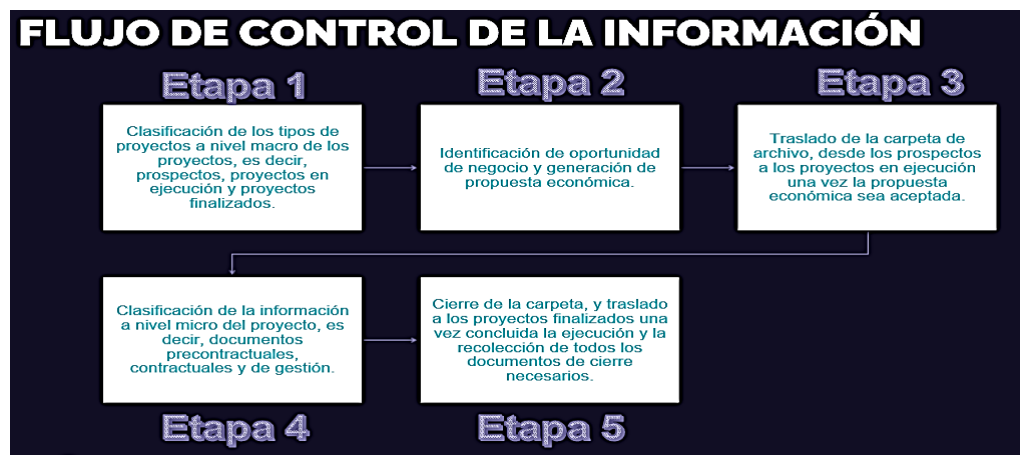 FLUJO DE CONTROL DE LA INFORMACIÓN
Etapa 1
Clasificación de los tipos de
proyectos a nivel macro de los
proyectos, es decir,
prospectos, proyectos en
ejecución y proyectos
finalizados.
Etapa 2
Identificación de oportunidad
de negocio y generación de
propuesta económica.
Etapa 3
Traslado de la carpeta de
archivo, desde los prospectos
a los proyectos en ejecución
una vez la propuesta
económica sea aceptada.
Clasificación de la información
a nivel micro del proyecto, es
decir, documentos
precontractuales,
contractuales y de gestión.
Etapa 4
Cierre de la carpeta, y traslado
a los proyectos finalizados una
vez concluida la ejecución y la
recolección de todos los
documentos de cierre
necesarios.
Etapa 5